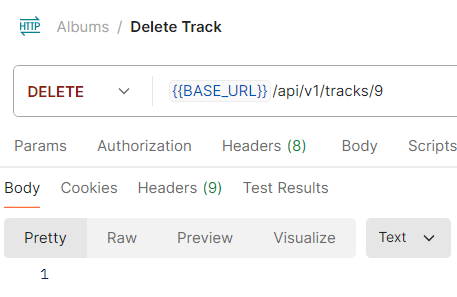 HTTP Albums / Delete Track
DELETE {{BASE_URL}}/api/v1/tracks/9
Params Authorization Headers (8) Body Scripts
Body Cookies Headers (9) Test Results
Pretty Raw Preview Visualize Text
1